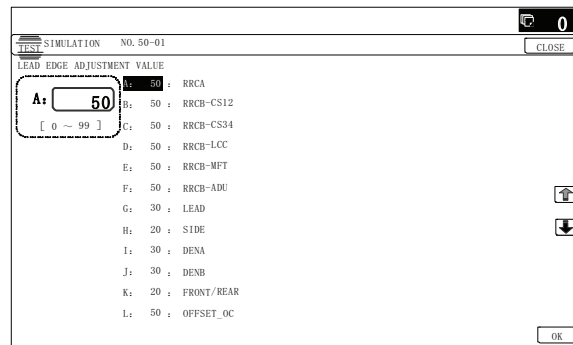 0
TEST SIMULATION NO. 50-01
CLOSE
LEAD EDGE ADJUSTMENT VALUE
A: 50
[ 0 ～ 99 ]
A: 50 : RRCA
B: 50 : RRCB-CS12
C: 50 : RRCB-CS34
D: 50 : RRCB-LCC
E: 50 : RRCB-MFT
F: 50 : RRCB-ADU
G: 30 : LEAD
H: 20 : SIDE
I: 30 : DENA
J: 30 : DENB
K: 20 : FRONT/REAR
L: 50 : OFFSET_OC
OK